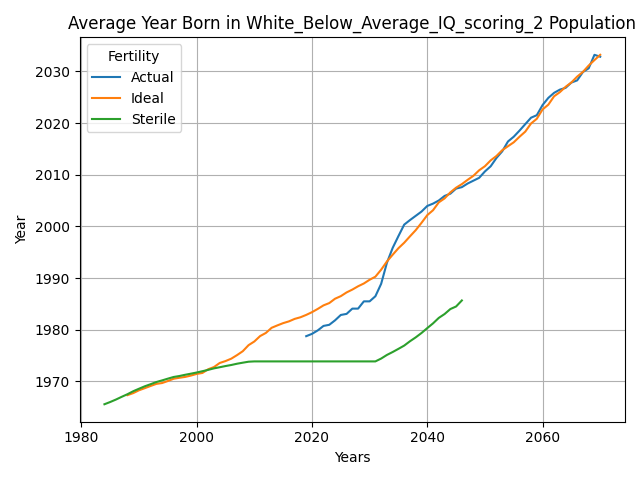 Average Year Born in White_Below_Average_IQ_scoring_2 Population
Fertility
Actual
Ideal
Sterile
2030
2020
2010
2000
1990
1980
1970
Year
1980
2000
2020
2040
2060
Years